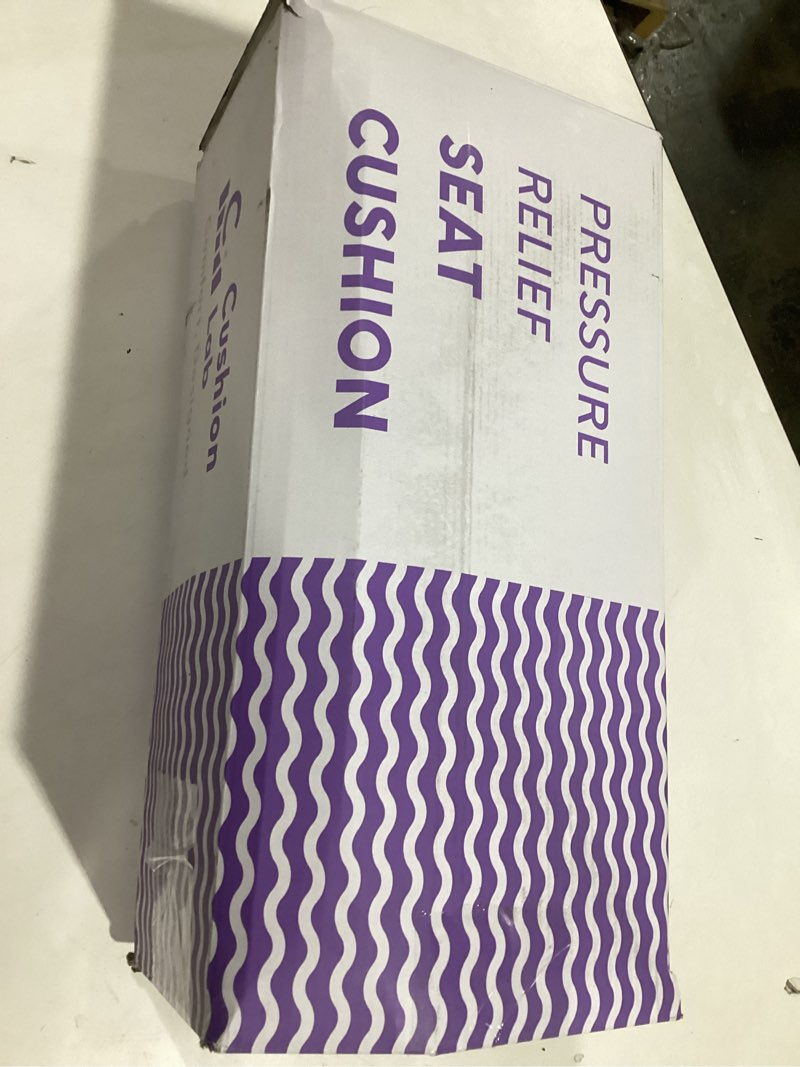 PRESSURE
RELIEF
SEAT
CUSHION
Cushion
Lab